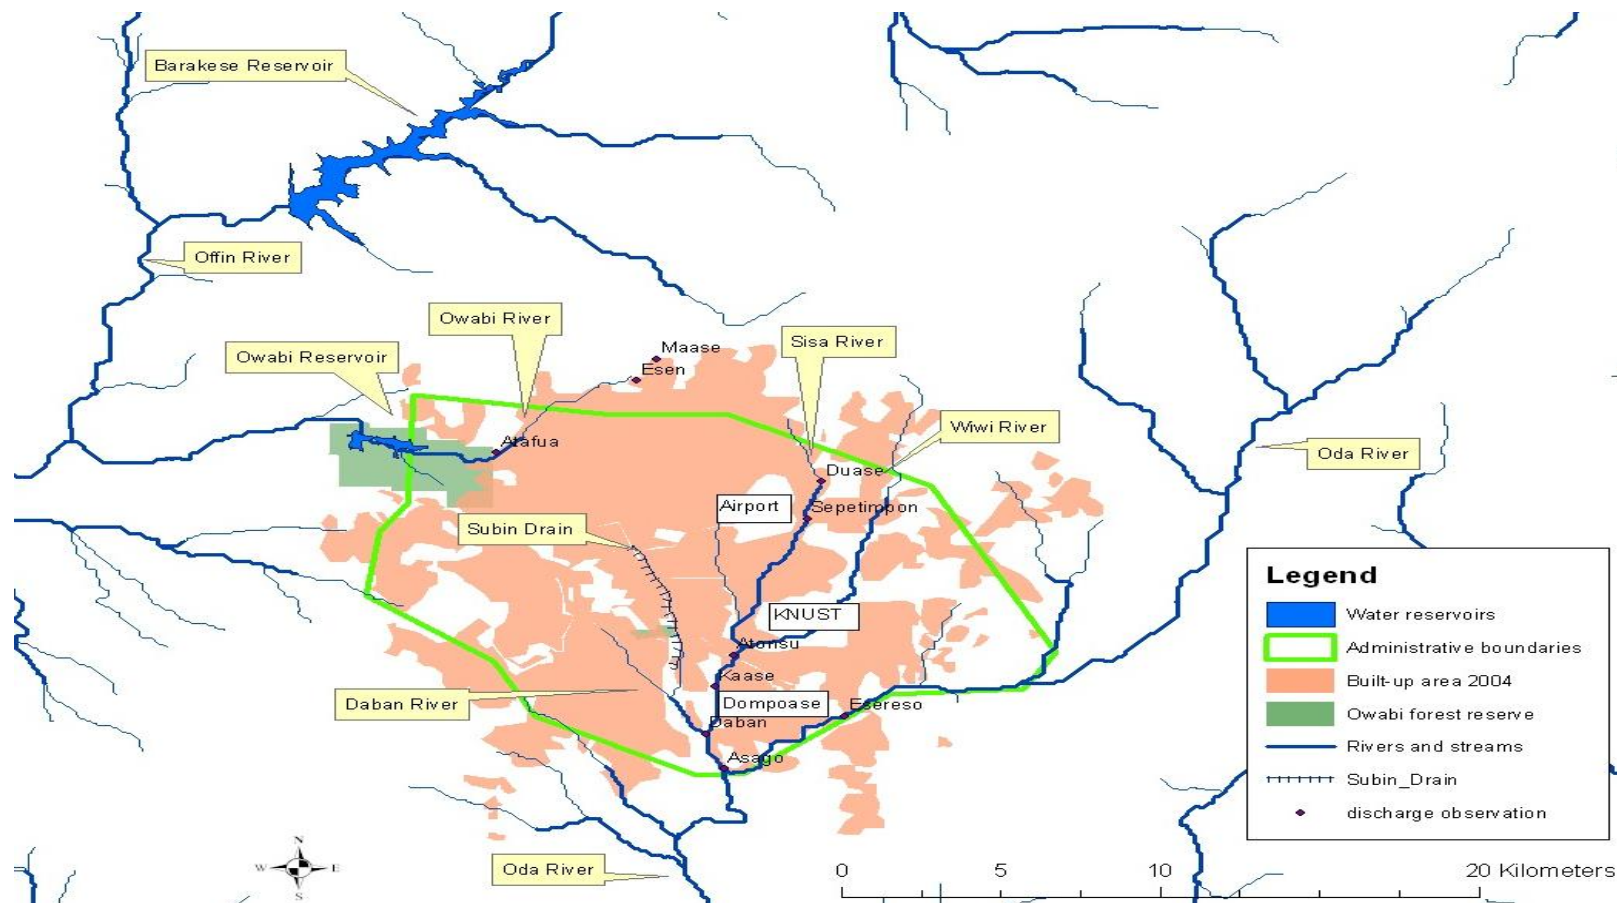 Barakese Reservoir
Offin River
Owabi River
Owabi Reservoir
Maase
Esen
Sisa River
Wiwi River
Atafua
Oda River
Duase
Airport
Sepetimpon
Subin Drain
KNUST
Atonsu
Kaase
Daban River
Dompoase
Esereso
Daban
Asago
Oda River
Legend
Water reservoirs
Administrative boundaries
Built-up area 2004
Owabi forest reserve
Rivers and streams
Subin_Drain
discharge observation
N
W E
S
0 5 10 20 Kilometers